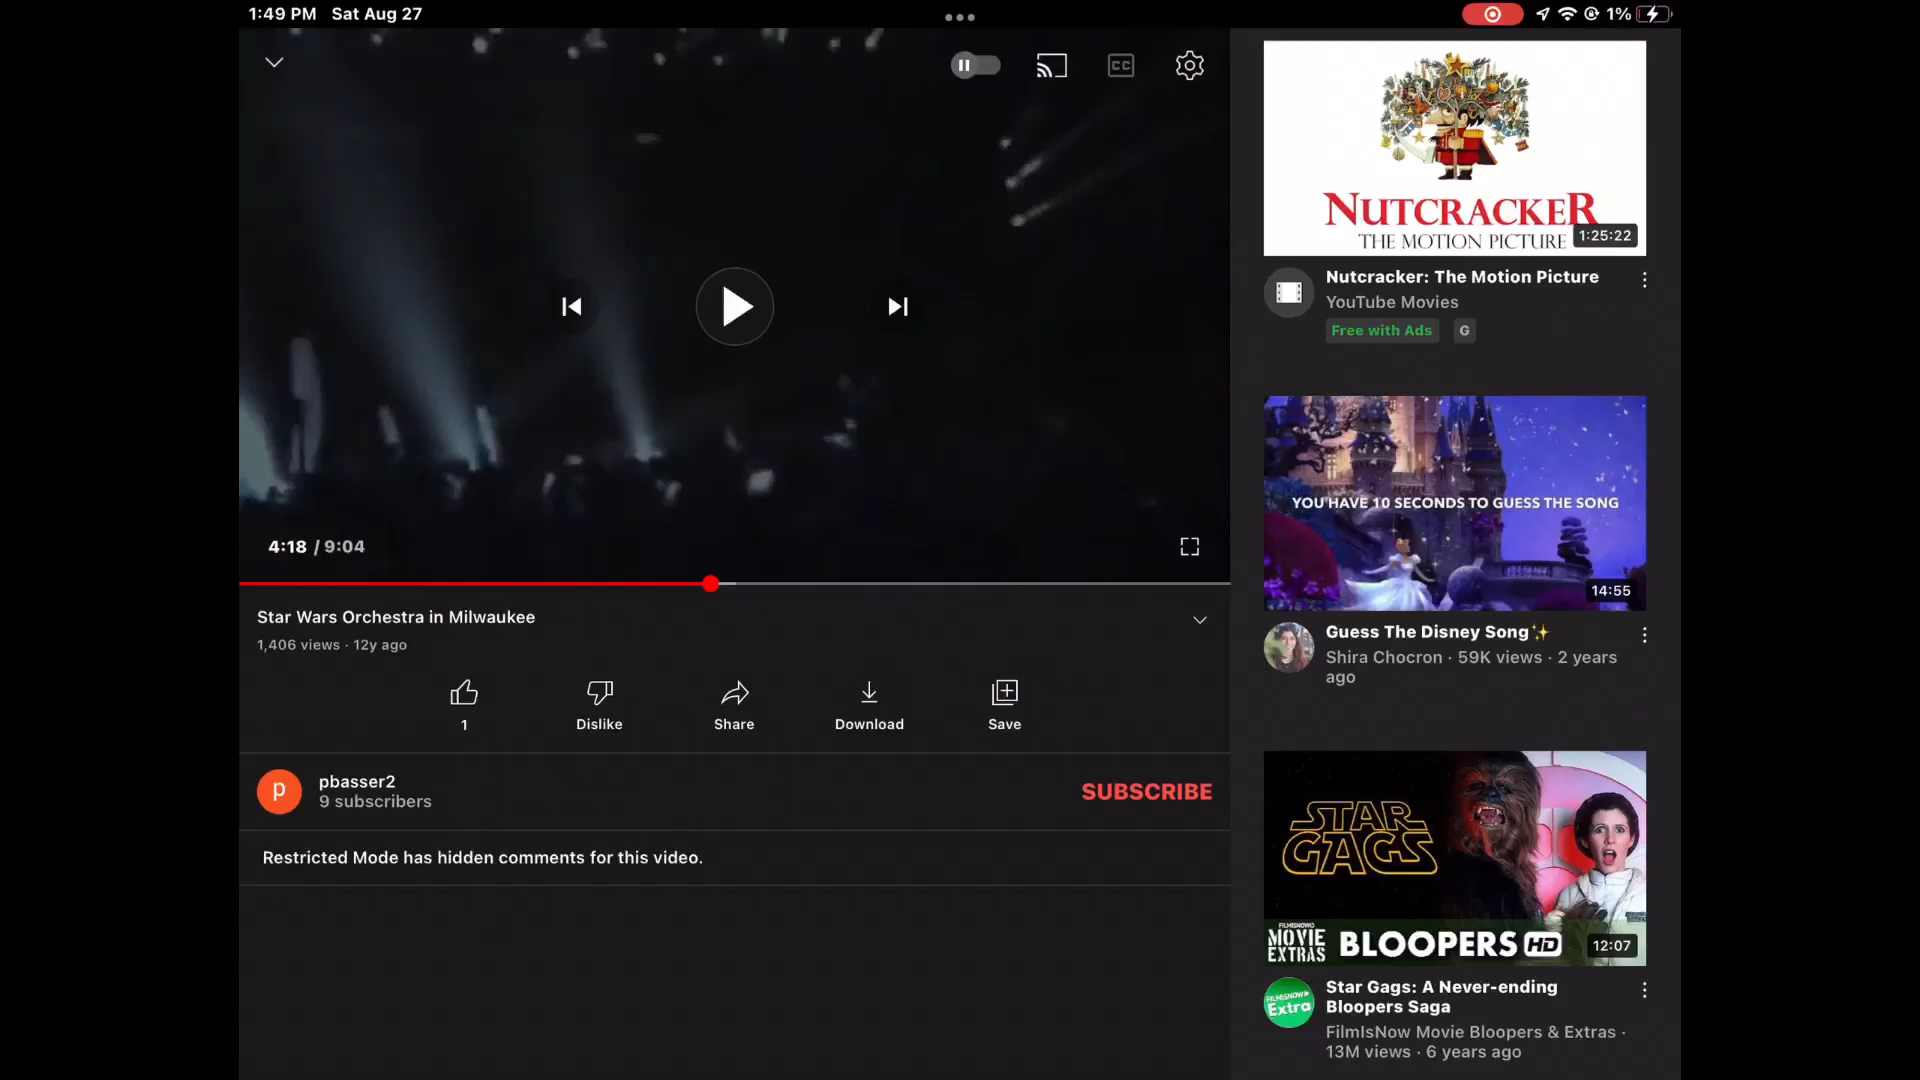 1:49 PM Sat Aug 27
1%
CC
4:18 / 9:04
Star Wars Orchestra in Milwaukee
1,406 views · 12y ago
1
Dislike
Share
Download
Save
p
pbasser2
9 subscribers
SUBSCRIBE
Restricted Mode has hidden comments for this video.
NUTCRACKER
THE MOTION PICTURE
1:25:22
Nutcracker: The Motion Picture
YouTube Movies
Free with Ads G
YOU HAVE 10 SECONDS TO GUESS THE SONG
14:55
Guess The Disney Song✨
Shira Chocron · 59K views · 2 years
ago
STAR
GAGS
FILMISNOW
MOVIE
EXTRAS
BLOOPERS HD
12:07
FILMISNOW
Extra
Star Gags: A Never-ending
Bloopers Saga
FilmIsNow Movie Bloopers & Extras ·
13M views · 6 years ago